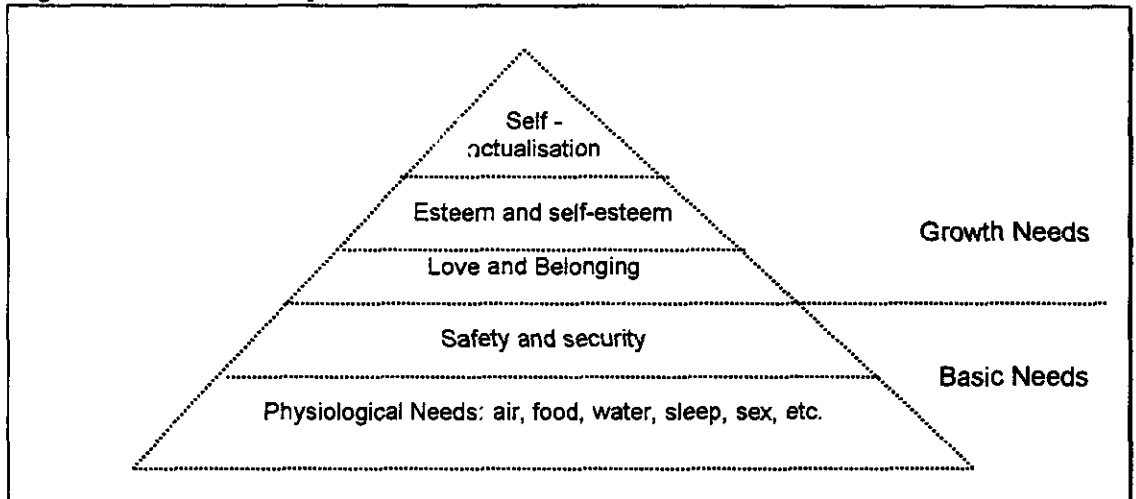 Self -
actualisation
Esteem and self-esteem
Growth Needs
Love and Belonging
Safety and security
Basic Needs
Physiological Needs: air, food, water, sleep, sex, etc.